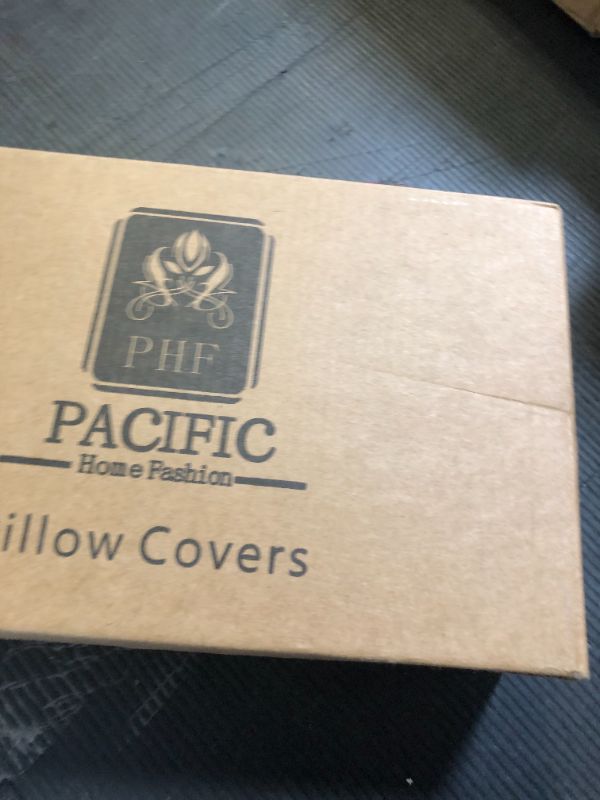 PHF
PACIFIC
Home Fashion
illow Covers